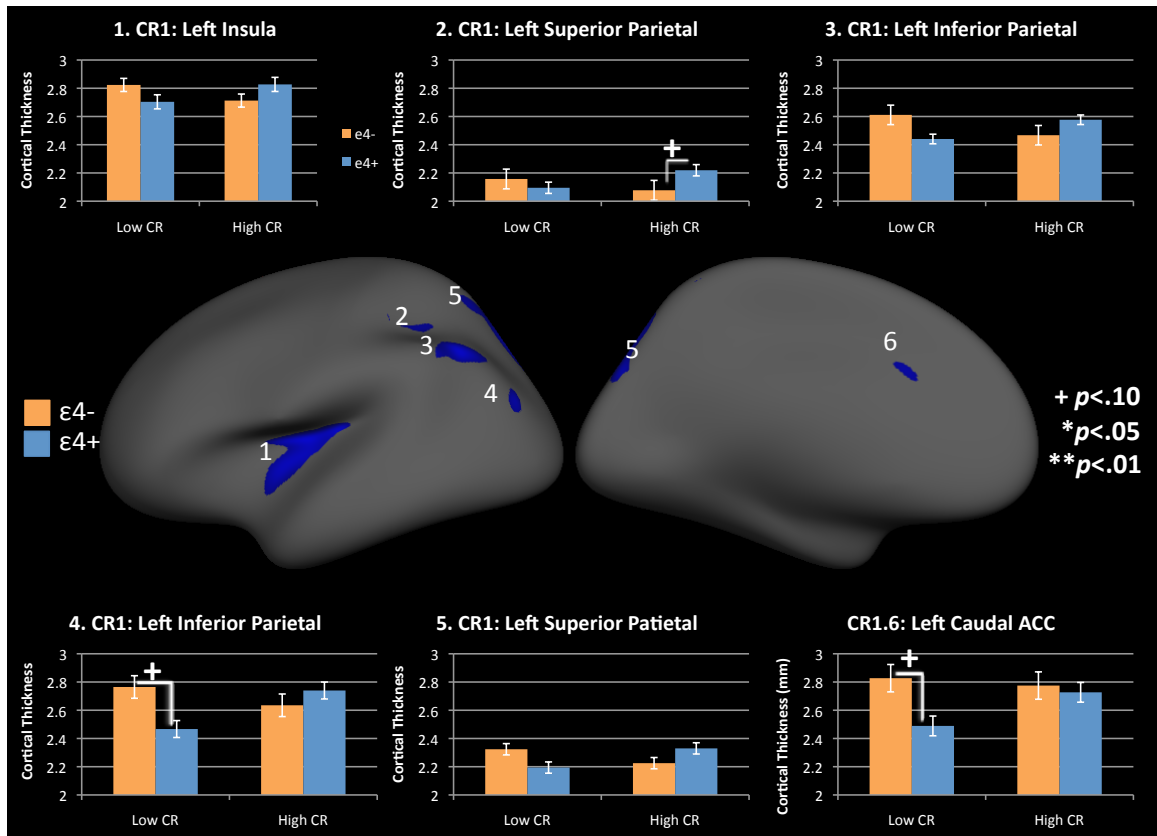 1. CR1: Left Insula
Cortical Thickness
3
2.8
2.6
2.4
2.2
2
Low CR
High CR
e4-
e4+
2. CR1: Left Superior Parietal
Cortical Thickness
3
2.8
2.6
2.4
2.2
2
+
Low CR
High CR
3. CR1: Left Inferior Parietal
Cortical Thickness
3
2.8
2.6
2.4
2.2
2
Low CR
High CR
5
2
3
4
1
5
6
ε4-
ε4+
+ p<.10
*p<.05
**p<.01
4. CR1: Left Inferior Parietal
Cortical Thickness
3
2.8
2.6
2.4
2.2
2
+
Low CR
High CR
5. CR1: Left Superior Patietal
Cortical Thickness
3
2.8
2.6
2.4
2.2
2
Low CR
High CR
CR1.6: Left Caudal ACC
Cortical Thickness (mm)
3
2.8
2.6
2.4
2.2
2
+
Low CR
High CR